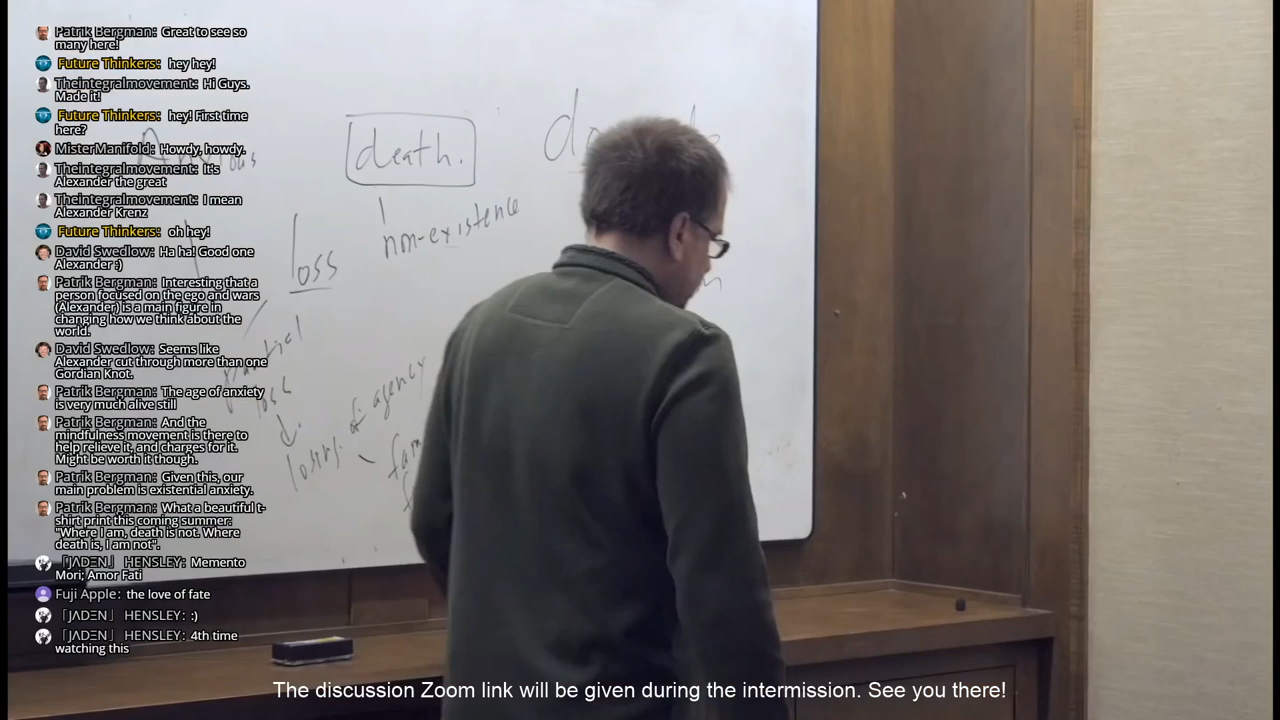 Patrik Bergman: Great to see so
many here!
Future Thinkers: hey hey!
Theintegralmovement: Hi Guys.
Made it!
Future Thinkers: hey! First time
here?
MisterManifold: Howdy, howdy.
Theintegralmovement: It's
Alexander the great
Theintegralmovement: I mean
Alexander Krenz
Future Thinkers: oh hey!
David Swedlow: Ha ha! Good one
Alexander :)
Patrik Bergman: Interesting that a
person focused on the ego and wars
(Alexander) is a main figure in
changing how we think about the
world.
David Swedlow: Seems like
Alexander cut through more than one
Gordian Knot.
Patrik Bergman: The age of anxiety
is very much alive still
Patrik Bergman: And the
mindfulness movement is there to
help relieve it, and charges for it.
Might be worth it though.
Patrik Bergman: Given this, our
main problem is existential anxiety.
Patrik Bergman: What a beautiful t-
shirt print this coming summer:
"Where I am, death is not. Where
death is, I am not".
「JΛDΞN」 HENSLEY: Memento
Mori; Amor Fati
Fuji Apple: the love of fate
「JΛDΞN」 HENSLEY: :)
「JΛDΞN」 HENSLEY: 4th time
watching this
Anxious
death.
loss
non-existence
partial
loss
losing of agency
The discussion Zoom link will be given during the intermission. See you there!